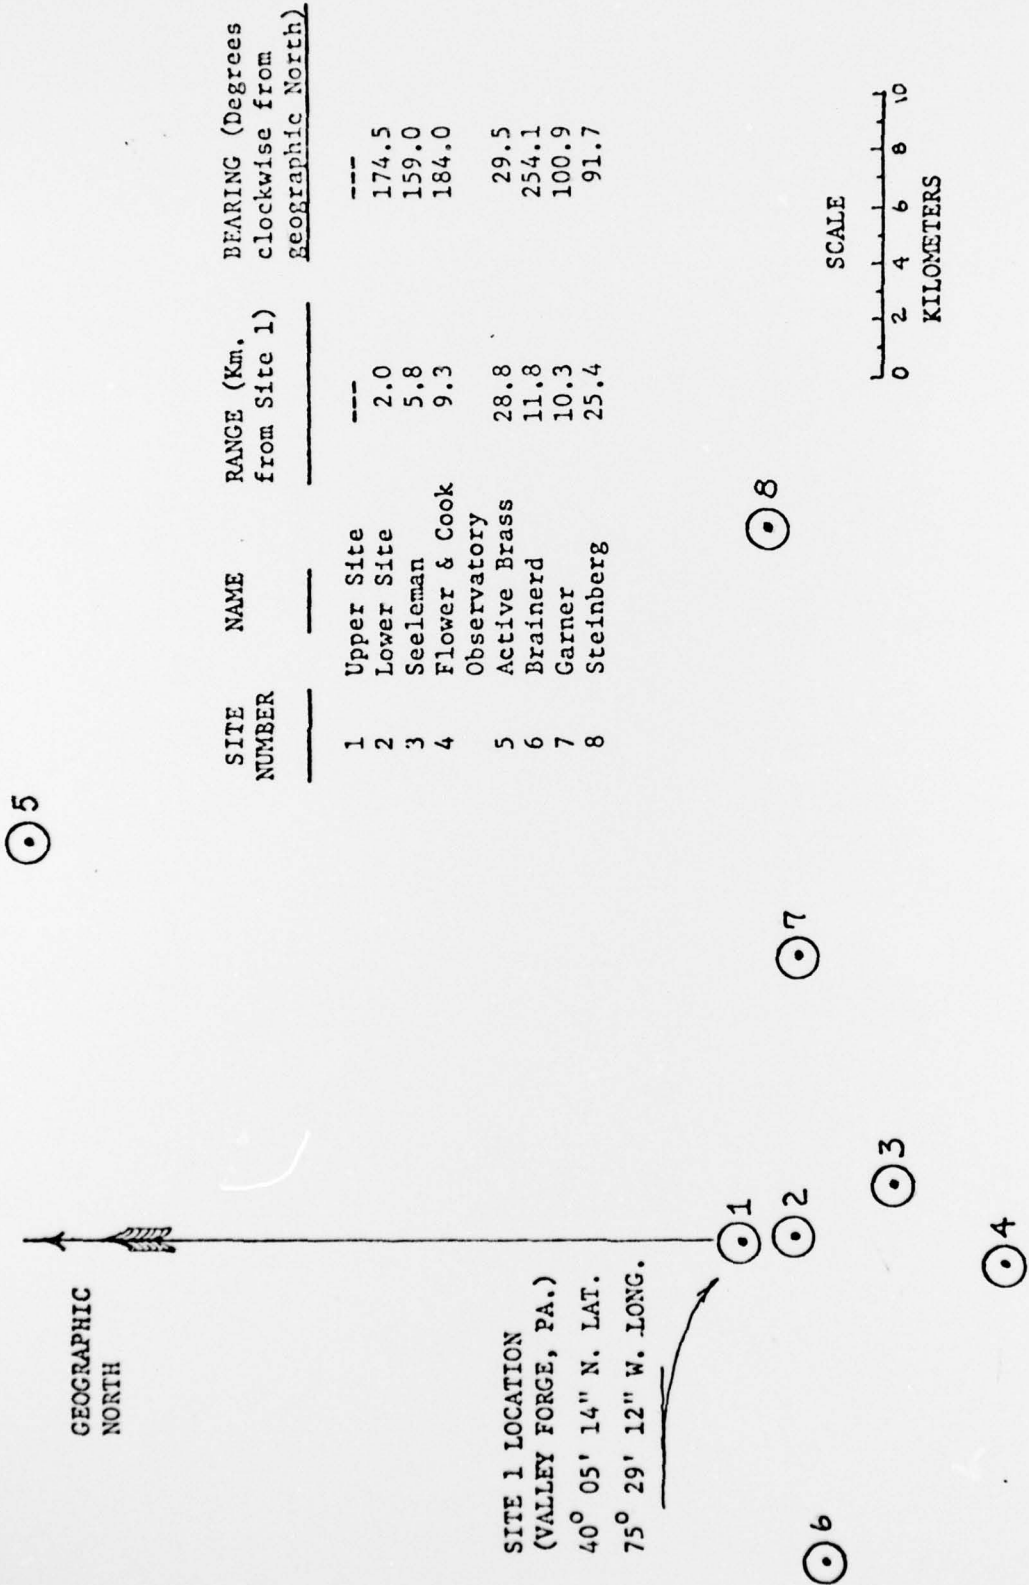 GEOGRAPHIC
NORTH
5
SITE NUMBER NAME RANGE (Km. from Site 1) BEARING (Degrees clockwise from geographic North)
1 Upper Site --- ---
2 Lower Site 2.0 174.5
3 Seeleman 5.8 159.0
4 Flower & Cook 9.3 184.0
Observatory
5 Active Brass 28.8 29.5
6 Brainerd 11.8 254.1
7 Garner 10.3 100.9
8 Steinberg 25.4 91.7
SITE 1 LOCATION
(VALLEY FORGE, PA.)
40° 05' 14" N. LAT.
75° 29' 12" W. LONG.
1
2
3
4
6
7
8
SCALE
0 2 4 6 8 10
KILOMETERS